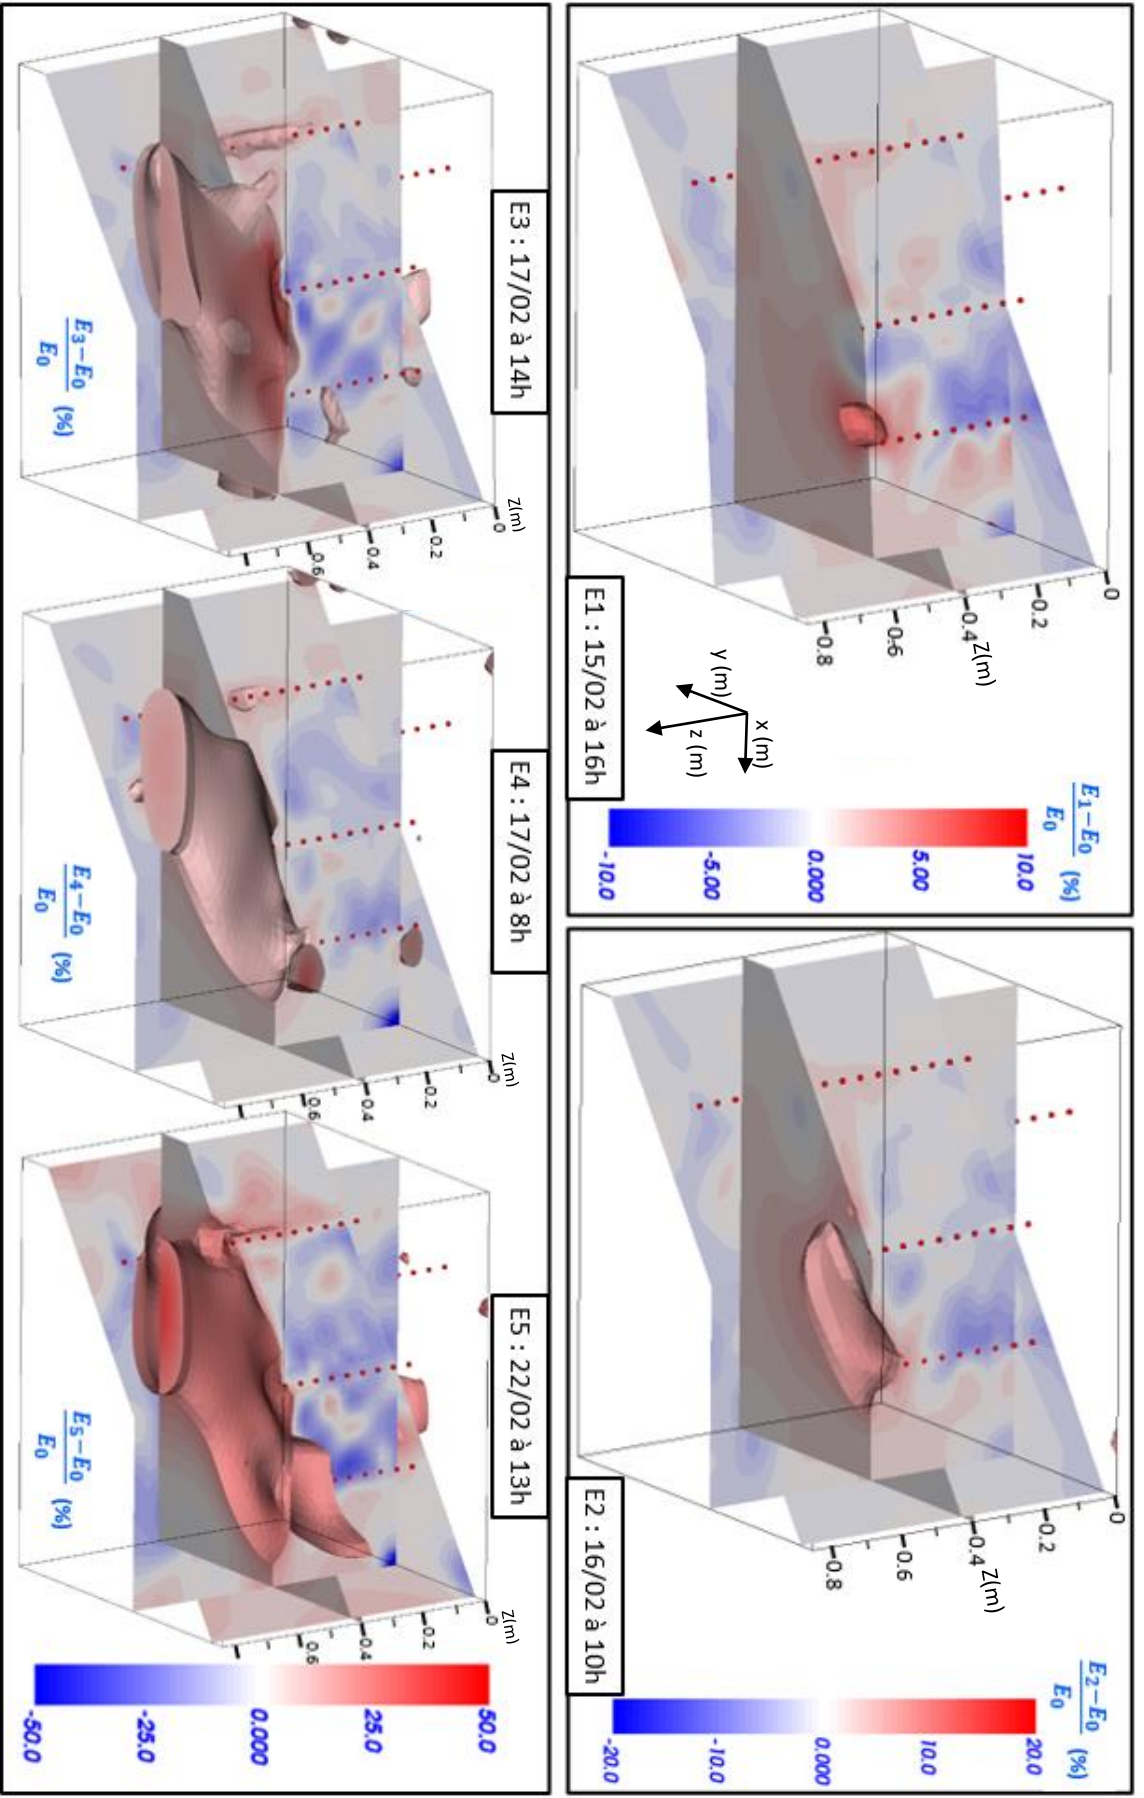 E1 : 15/02 à 16h
E1−E0
E0
(%)
10.0
5.00
0.000
-5.00
-10.0
0
0.2
0.4
0.6
0.8
Z(m)
x (m)
y (m)
z (m)
E2 : 16/02 à 10h
E2−E0
E0
(%)
20.0
10.0
0.000
-10.0
-20.0
0
0.2
0.4
0.6
0.8
Z(m)
E3 : 17/02 à 14h
Z(m)
0
0.2
0.4
0.6
E3−E0
E0
(%)
E4 : 17/02 à 8h
Z(m)
0
0.2
0.4
0.6
E4−E0
E0
(%)
E5 : 22/02 à 13h
Z(m)
0
0.2
0.4
0.6
E5−E0
E0
(%)
50.0
25.0
0.000
-25.0
-50.0